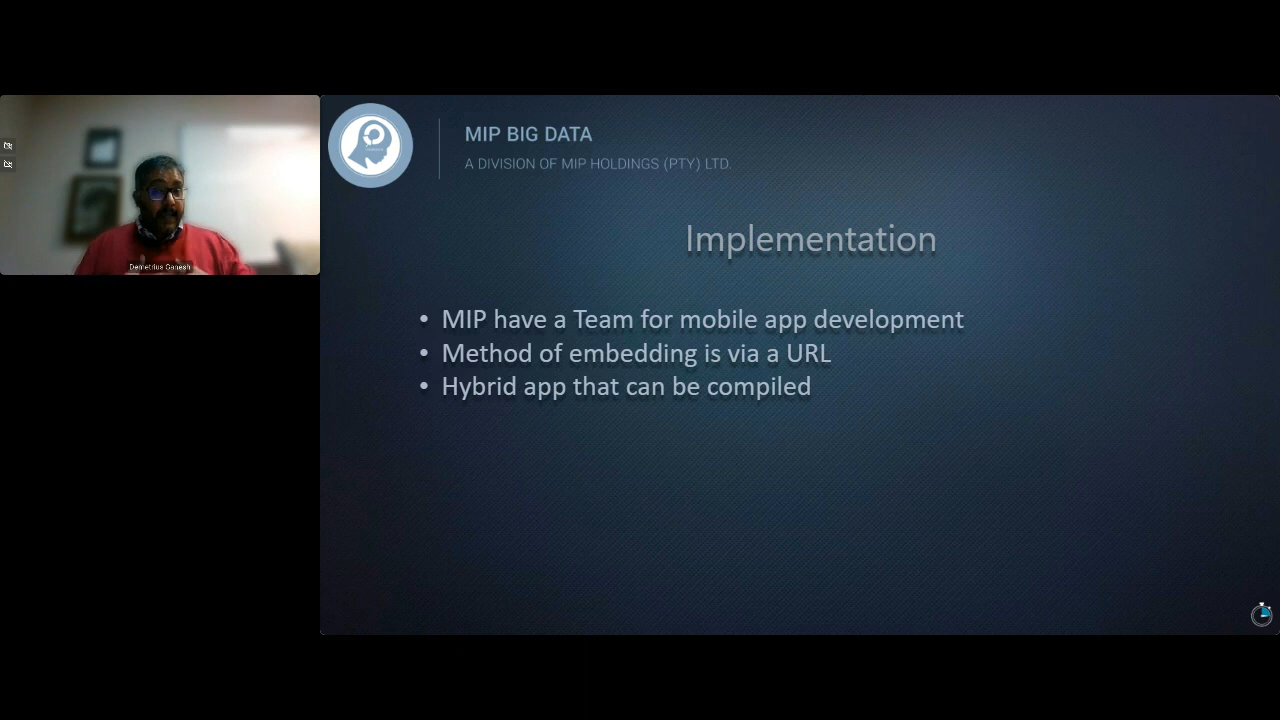 Demetrius Ganesh
MIP BIG DATA
A DIVISION OF MIP HOLDINGS (PTY) LTD.
Implementation
• MIP have a Team for mobile app development
• Method of embedding is via a URL
• Hybrid app that can be compiled